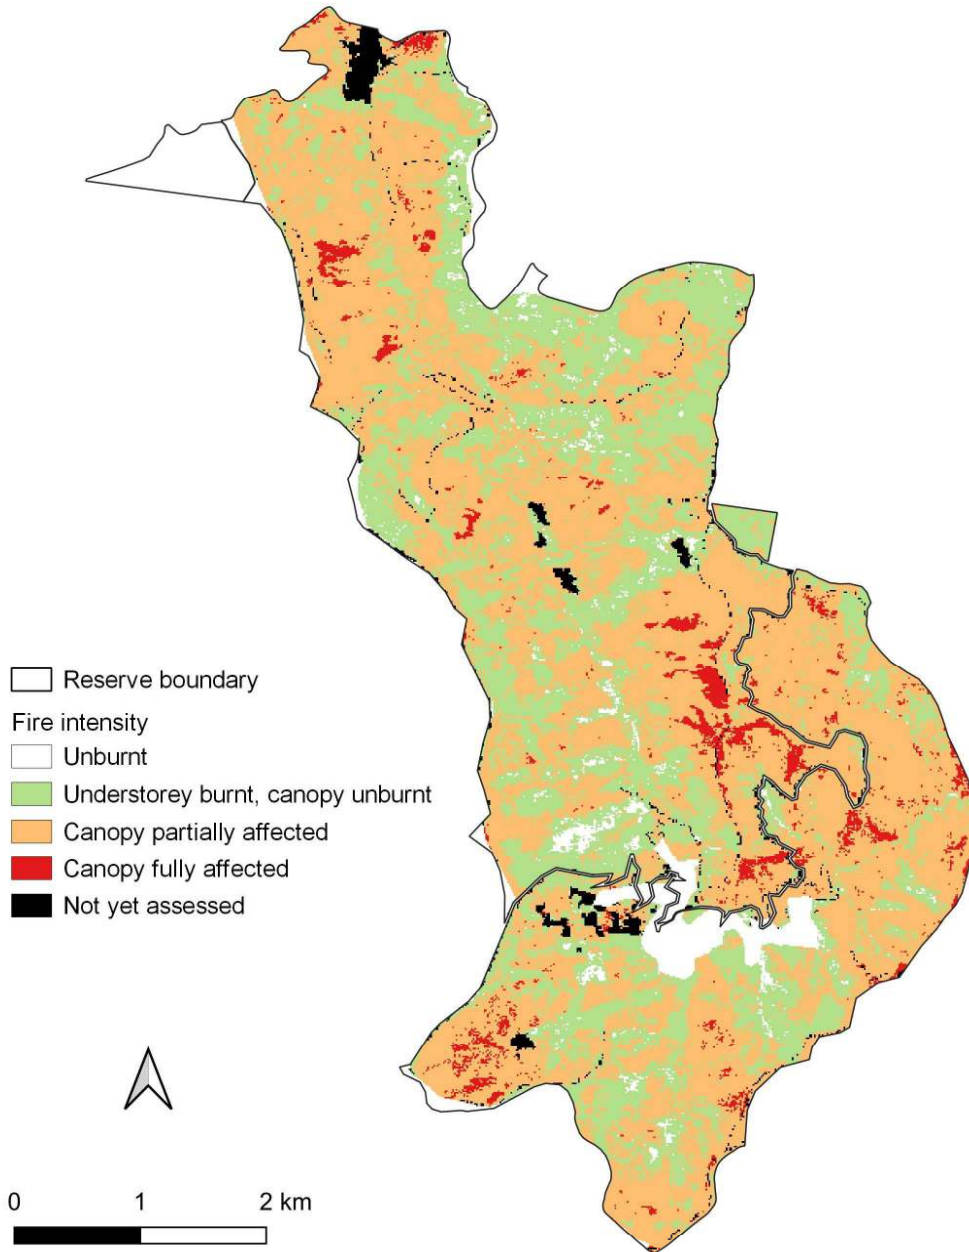 Reserve boundary
Fire intensity
Unburnt
Understorey burnt, canopy unburnt
Canopy partially affected
Canopy fully affected
Not yet assessed
0 1 2 km